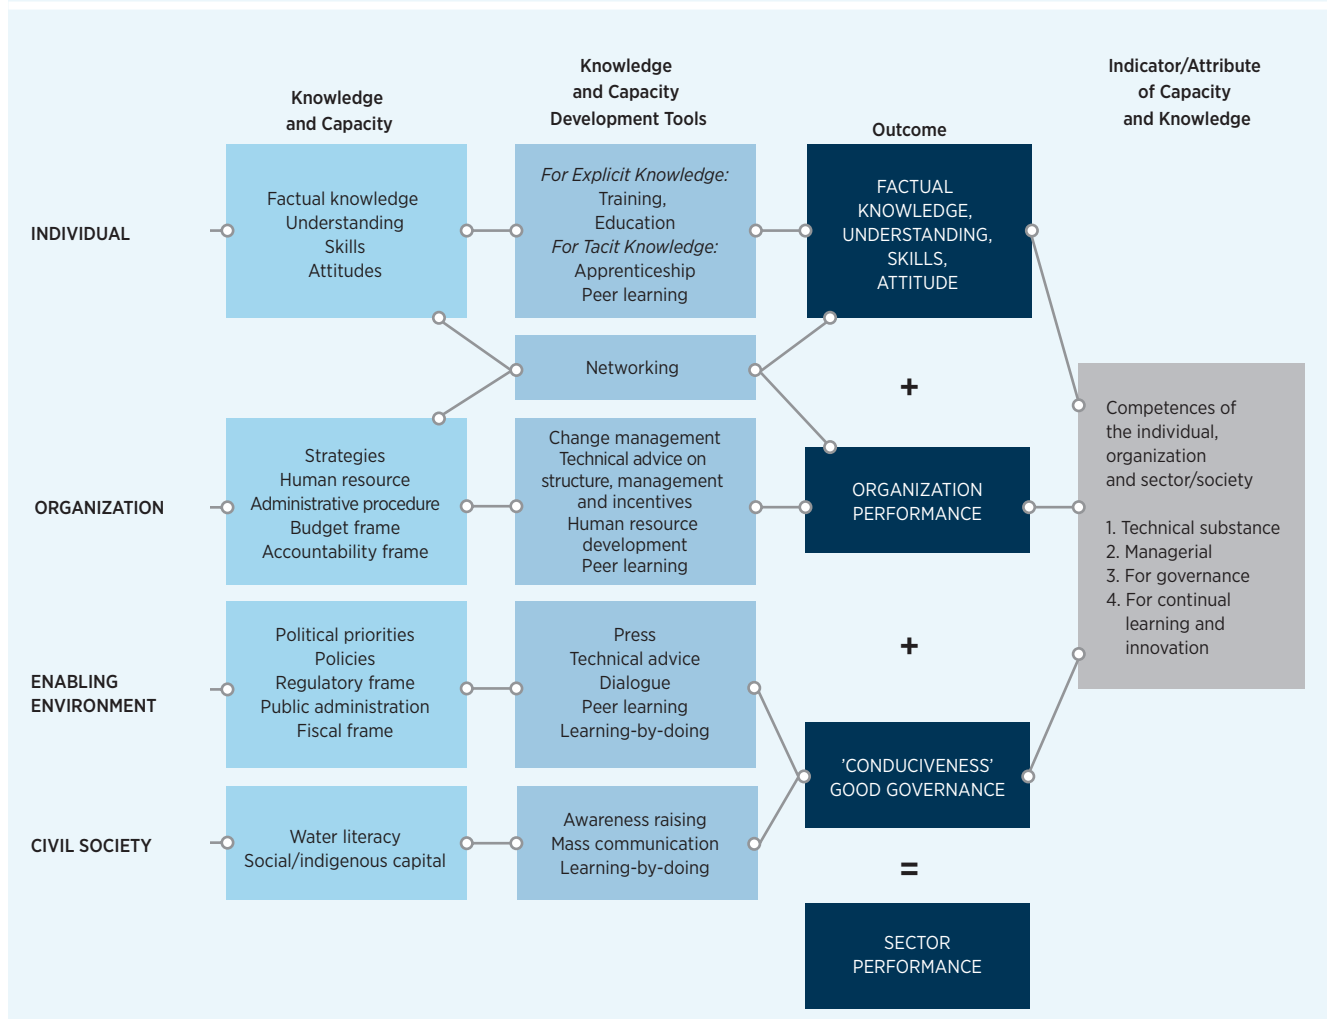 Knowledge
and Capacity
Knowledge
and Capacity
Development Tools
Outcome
Indicator/Attribute
of Capacity
and Knowledge
INDIVIDUAL
Factual knowledge
Understanding
Skills
Attitudes
For Explicit Knowledge:
Training,
Education
For Tacit Knowledge:
Apprenticeship
Peer learning
FACTUAL
KNOWLEDGE,
UNDERSTANDING,
SKILLS,
ATTITUDE
Networking
+
ORGANIZATION
Strategies
Human resource
Administrative procedure
Budget frame
Accountability frame
Change management
Technical advice on
structure, management
and incentives
Human resource
development
Peer learning
ORGANIZATION
PERFORMANCE
Competences of
the individual,
organization
and sector/society
1. Technical substance
2. Managerial
3. For governance
4. For continual
learning and
innovation
+
ENABLING
ENVIRONMENT
Political priorities
Policies
Regulatory frame
Public administration
Fiscal frame
Press
Technical advice
Dialogue
Peer learning
Learning-by-doing
'CONDUCIVENESS'
GOOD GOVERNANCE
CIVIL SOCIETY
Water literacy
Social/indigenous capital
Awareness raising
Mass communication
Learning-by-doing
=
SECTOR
PERFORMANCE